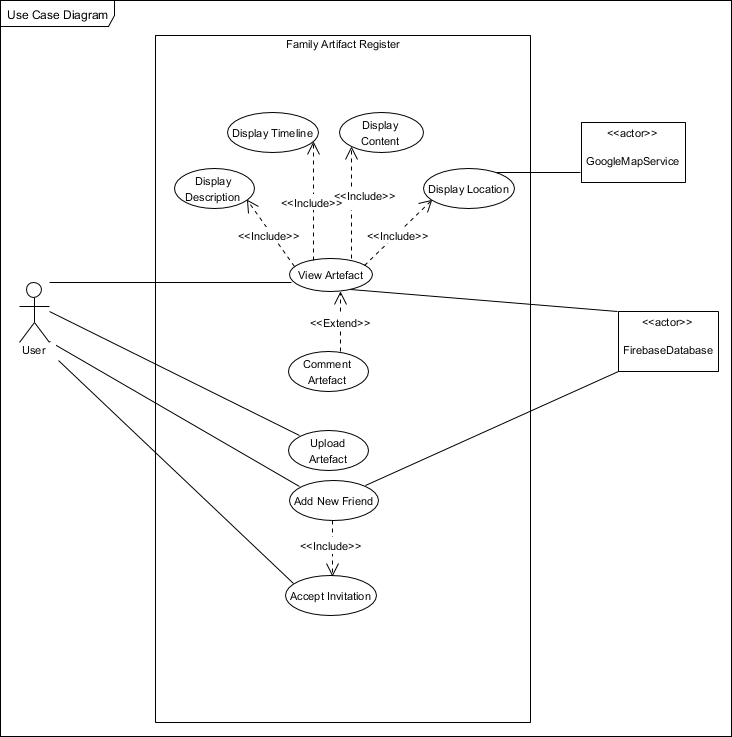 Use Case Diagram
Family Artifact Register
Display Timeline
Display
Content
<<actor>>
GoogleMapService
Display
Description
Display Location
<<Include>>
<<Include>>
<<Include>>
<<Include>>
View Artefact
User
<<actor>>
FirebaseDatabase
<<Extend>>
Comment
Artefact
Upload
Artefact
Add New Friend
<<Include>>
Accept Invitation